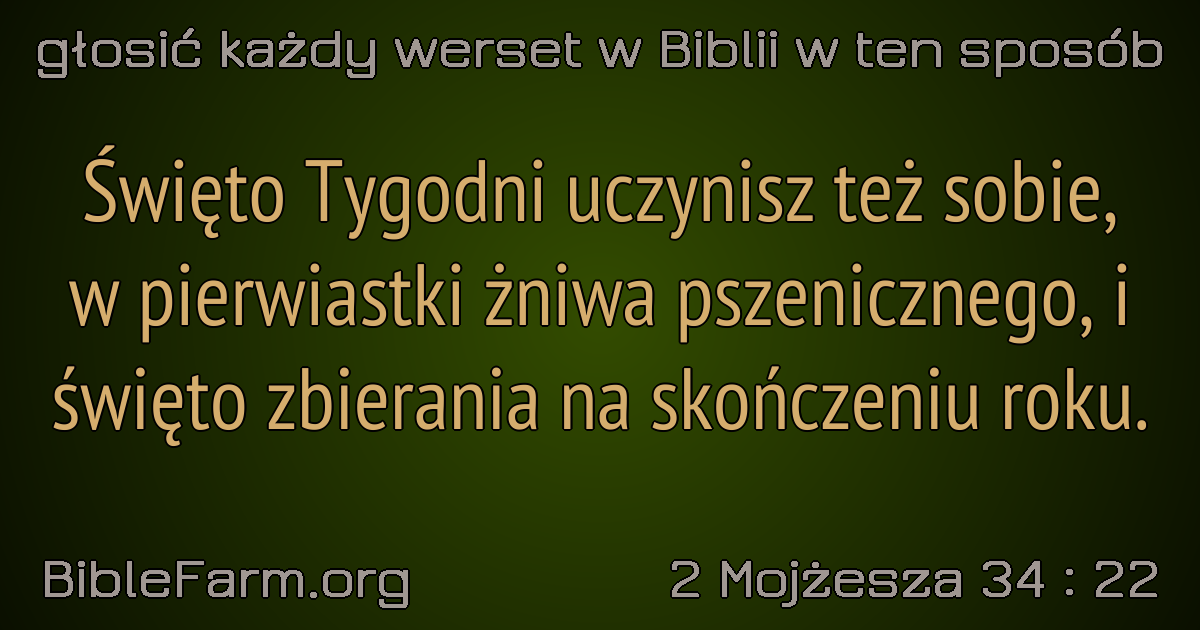 głosić każdy werset w Biblii w ten sposób
Święto Tygodni uczynisz też sobie,
w pierwiastki żniwa pszenicznego, i
święto zbierania na skończeniu roku.
BibleFarm.org
2 Mojżesza 34 : 22